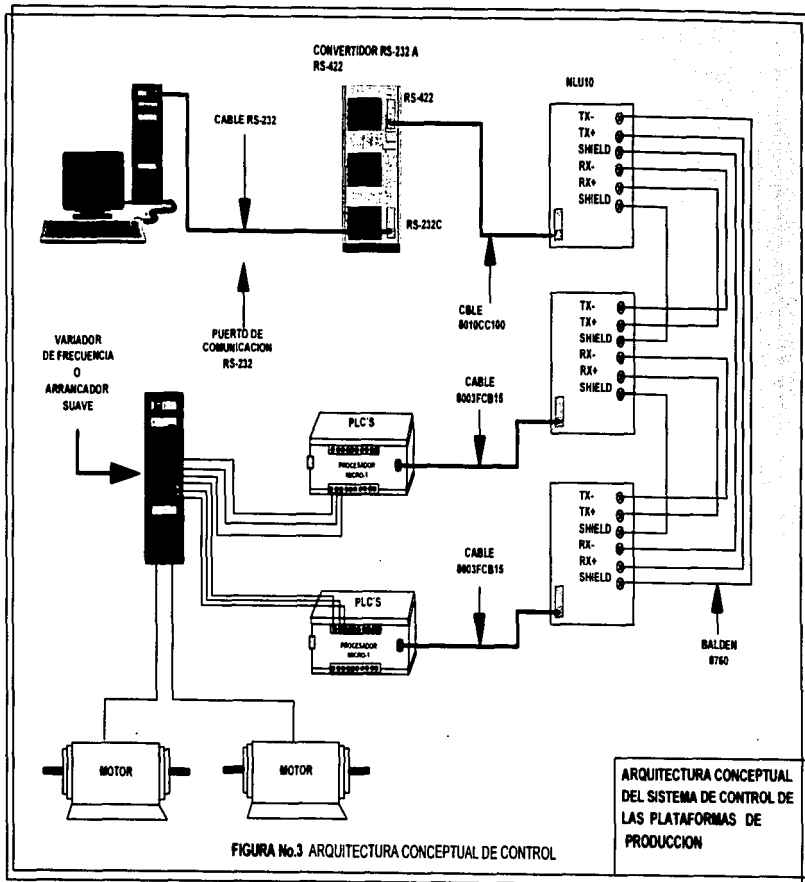 CONVERTIDOR RS-232 A
RS-422
RS-422
CABLE RS-232
RS-232C
NLU10
TX-
TX+
SHIELD
RX-
RX+
SHIELD
CBLE
8010CC100
PUERTO DE
COMUNICACION
RS-232
VARIADOR
DE FRECUENCIA
O
ARRANCADOR
SUAVE
TX-
TX+
SHIELD
RX-
RX+
SHIELD
CABLE
8003FCB15
PLC'S
PROCESADOR
MICRO-1
TX-
TX+
SHIELD
RX-
RX+
SHIELD
CABLE
8003FCB15
PLC'S
PROCESADOR
MICRO-1
BALDEN
8760
MOTOR
MOTOR
ARQUITECTURA CONCEPTUAL
DEL SISTEMA DE CONTROL DE
LAS PLATAFORMAS DE
PRODUCCION
FIGURA No.3 ARQUITECTURA CONCEPTUAL DE CONTROL